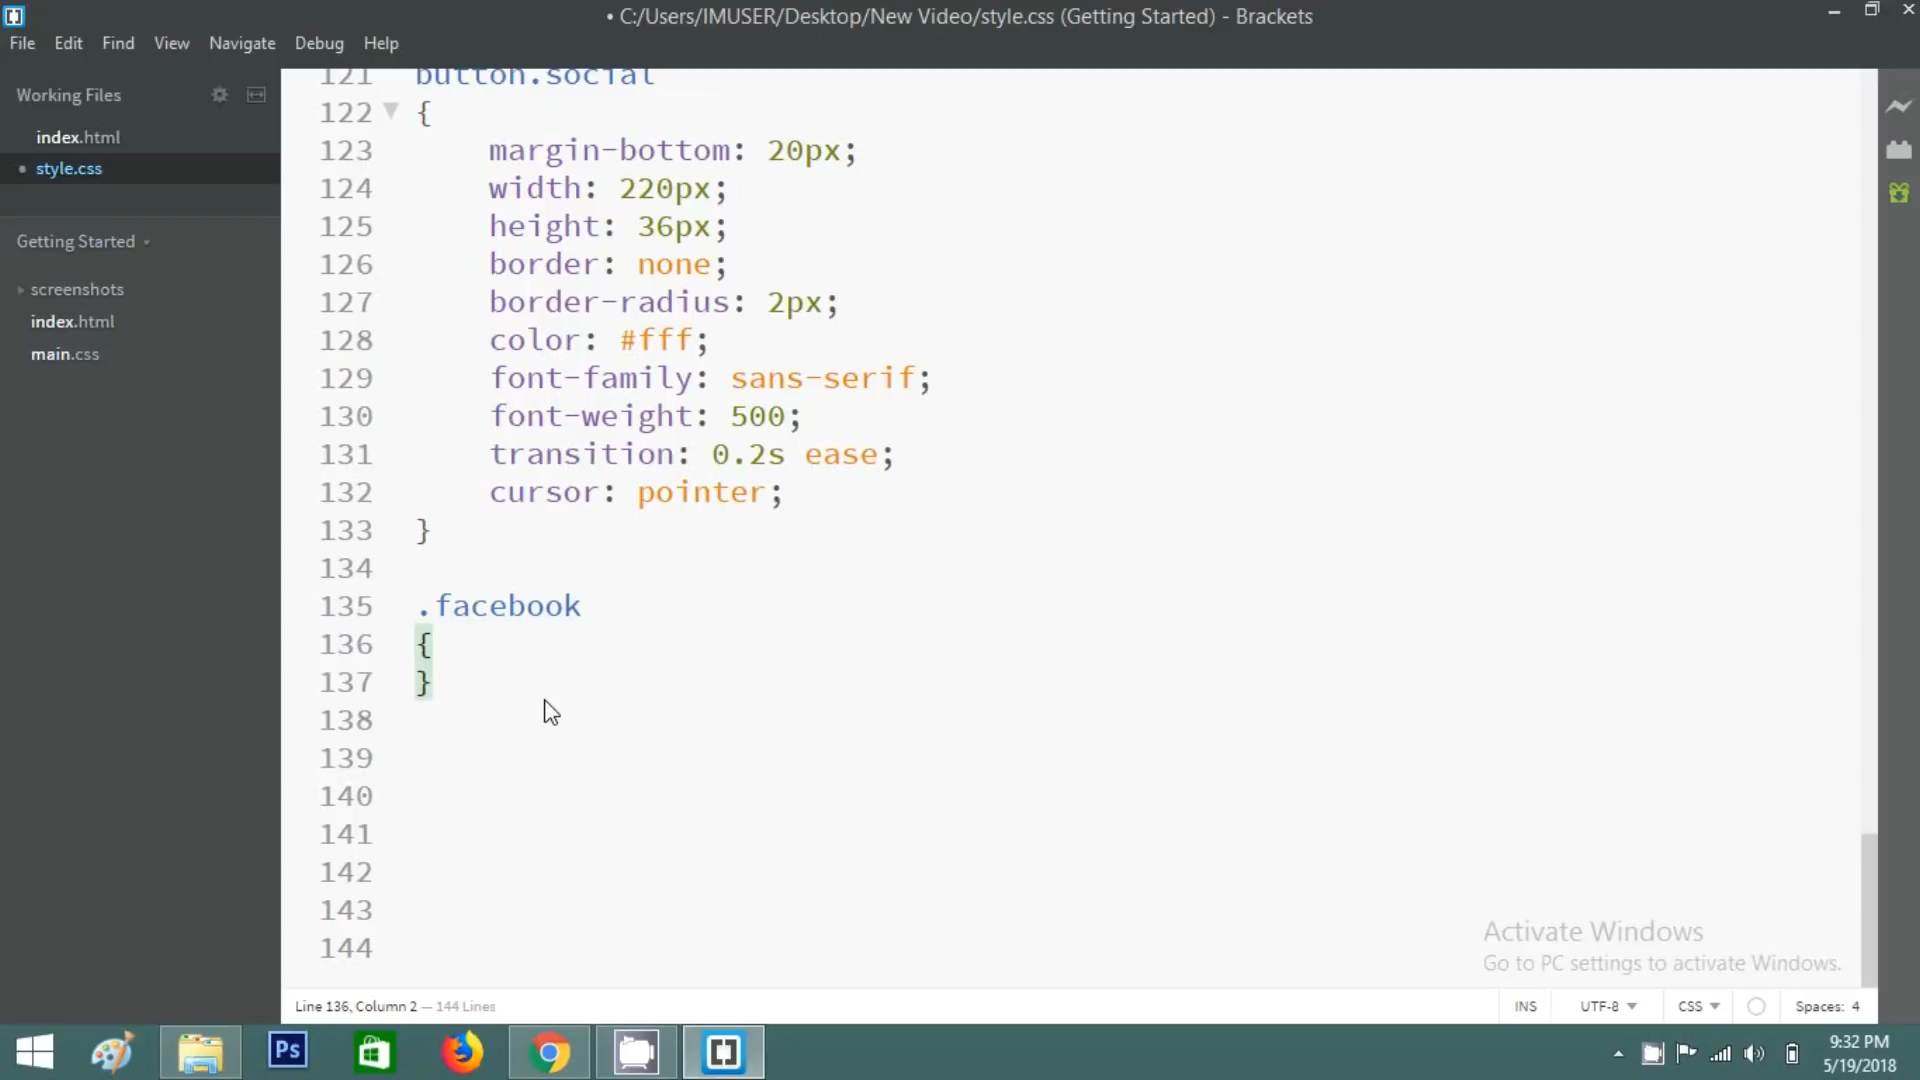 • C:/Users/IMUSER/Desktop/New Video/style.css (Getting Started) - Brackets
File Edit Find View Navigate Debug Help
Working Files
index.html
• style.css
Getting Started
screenshots
index.html
main.css
121 button.social
122 {
123 margin-bottom: 20px;
124 width: 220px;
125 height: 36px;
126 border: none;
127 border-radius: 2px;
128 color: #fff;
129 font-family: sans-serif;
130 font-weight: 500;
131 transition: 0.2s ease;
132 cursor: pointer;
133 }
134
135 .facebook
136 {
137 }
138
139
140
141
142
143
144
Activate Windows
Go to PC settings to activate Windows.
Line 136, Column 2 — 144 Lines
INS UTF-8 CSS Spaces: 4
Ps
9:32 PM
5/19/2018